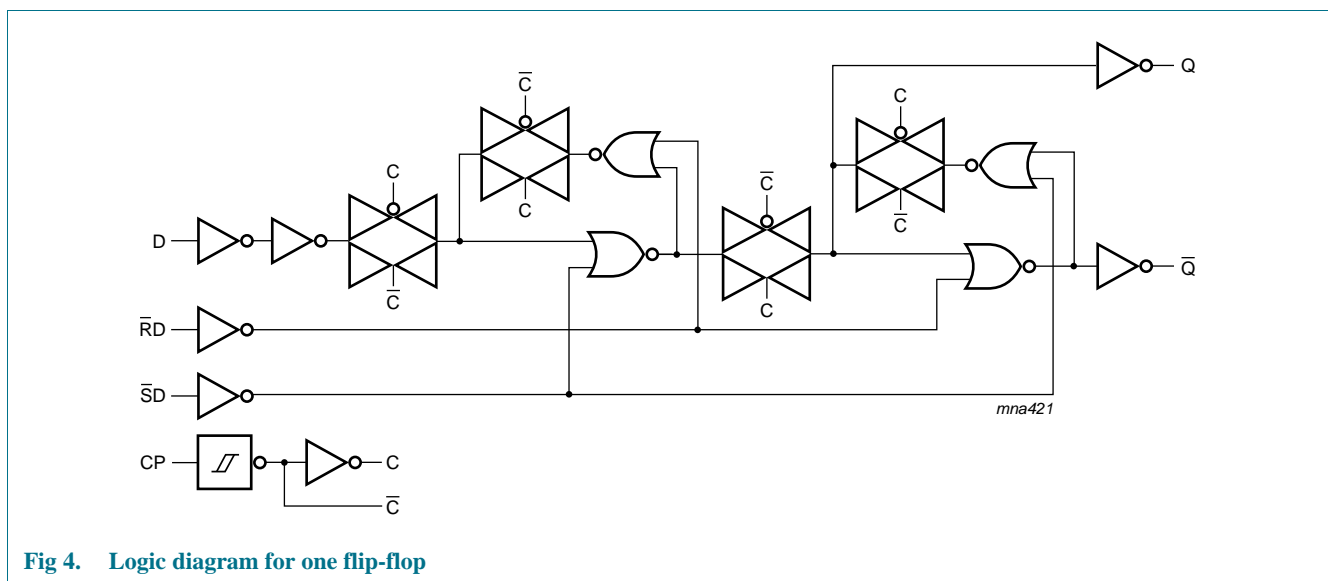 Q
C̅
C
C
C̅
C
C
C̅
D
Q̅
C̅
C
R̅D
S̅D
mna421
CP
C
C̅
Fig 4. Logic diagram for one flip-flop